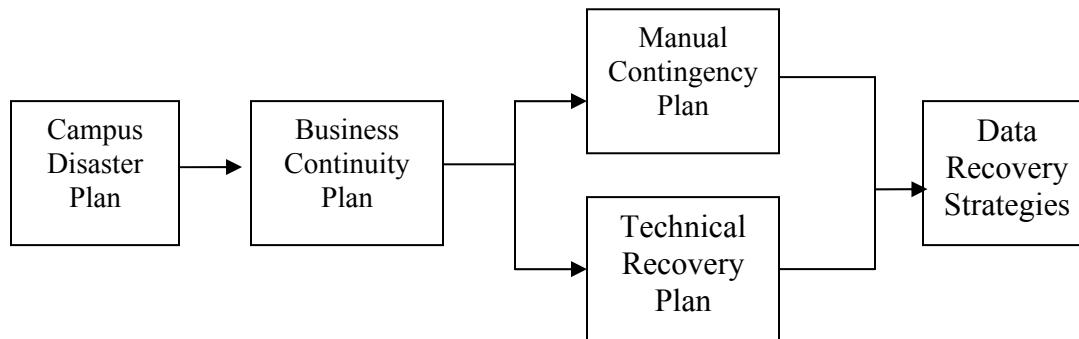 Campus
Disaster
Plan
Business
Continuity
Plan
Manual
Contingency
Plan
Technical
Recovery
Plan
Data
Recovery
Strategies